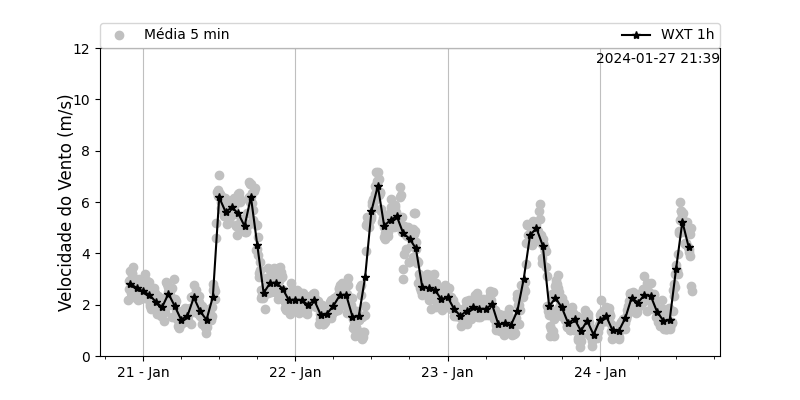 Média 5 min
WXT 1h
2024-01-27 21:39
Velocidade do Vento (m/s)
12
10
8
6
4
2
0
21 - Jan
22 - Jan
23 - Jan
24 - Jan